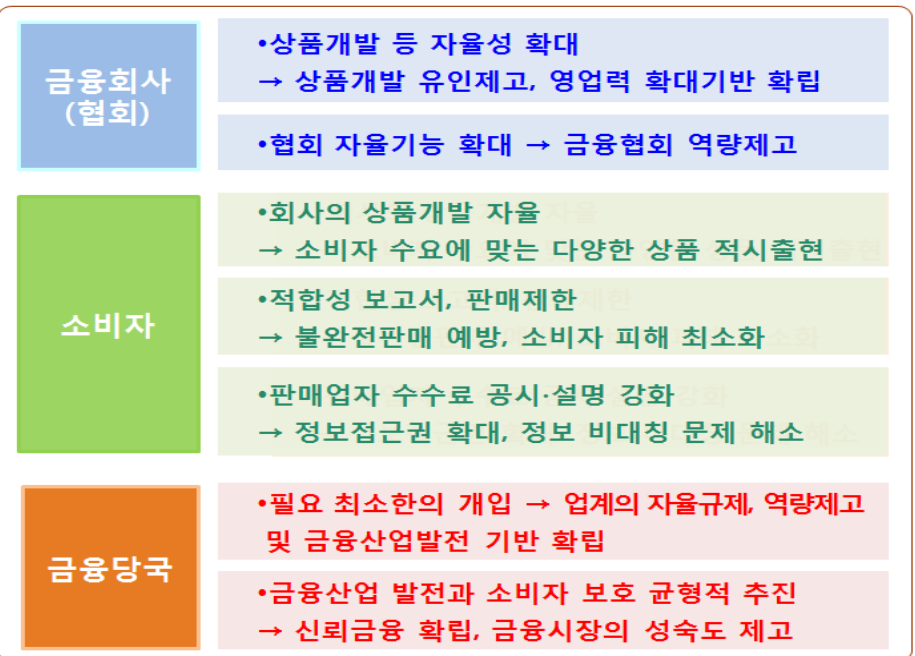 금융회사
(협회)
•상품개발 등 자율성 확대
→ 상품개발 유인제고, 영업력 확대기반 확립
•협회 자율기능 확대 → 금융협회 역량제고
소비자
•회사의 상품개발 자율
→ 소비자 수요에 맞는 다양한 상품 적시출현
•적합성 보고서, 판매제한
→ 불완전판매 예방, 소비자 피해 최소화
•판매업자 수수료 공시·설명 강화
→ 정보접근권 확대, 정보 비대칭 문제 해소
금융당국
•필요 최소한의 개입 → 업계의 자율규제, 역량제고
및 금융산업발전 기반 확립
•금융산업 발전과 소비자 보호 균형적 추진
→ 신뢰금융 확립, 금융시장의 성숙도 제고